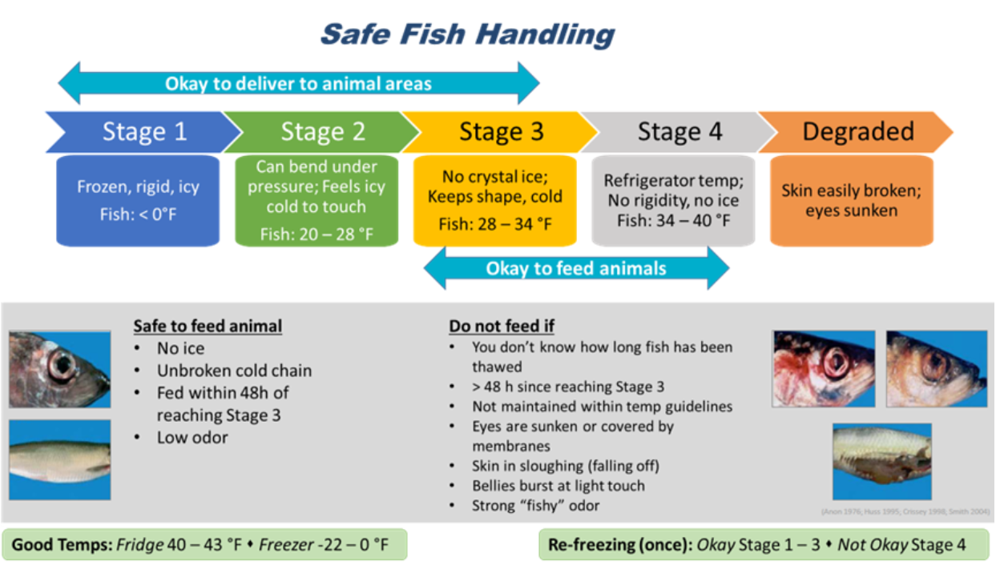 Safe Fish Handling
Okay to deliver to animal areas
Stage 1
Stage 2
Stage 3
Stage 4
Degraded
Frozen, rigid, icy
Fish: < 0°F
Can bend under
pressure; Feels icy
cold to touch
Fish: 20 – 28 °F
No crystal ice;
Keeps shape, cold
Fish: 28 – 34 °F
Refrigerator temp;
No rigidity, no ice
Fish: 34 – 40 °F
Skin easily broken;
eyes sunken
Okay to feed animals
Safe to feed animal
• No ice
• Unbroken cold chain
• Fed within 48h of
reaching Stage 3
• Low odor
Do not feed if
• You don’t know how long fish has been
thawed
• > 48 h since reaching Stage 3
• Not maintained within temp guidelines
• Eyes are sunken or covered by
membranes
• Skin in sloughing (falling off)
• Bellies burst at light touch
• Strong “fishy” odor
(Anon 1976; Huss 1995; Crissey 1998; Smith 2004)
Good Temps: Fridge 40 – 43 °F ♦ Freezer -22 – 0 °F
Re-freezing (once): Okay Stage 1 – 3 ♦ Not Okay Stage 4